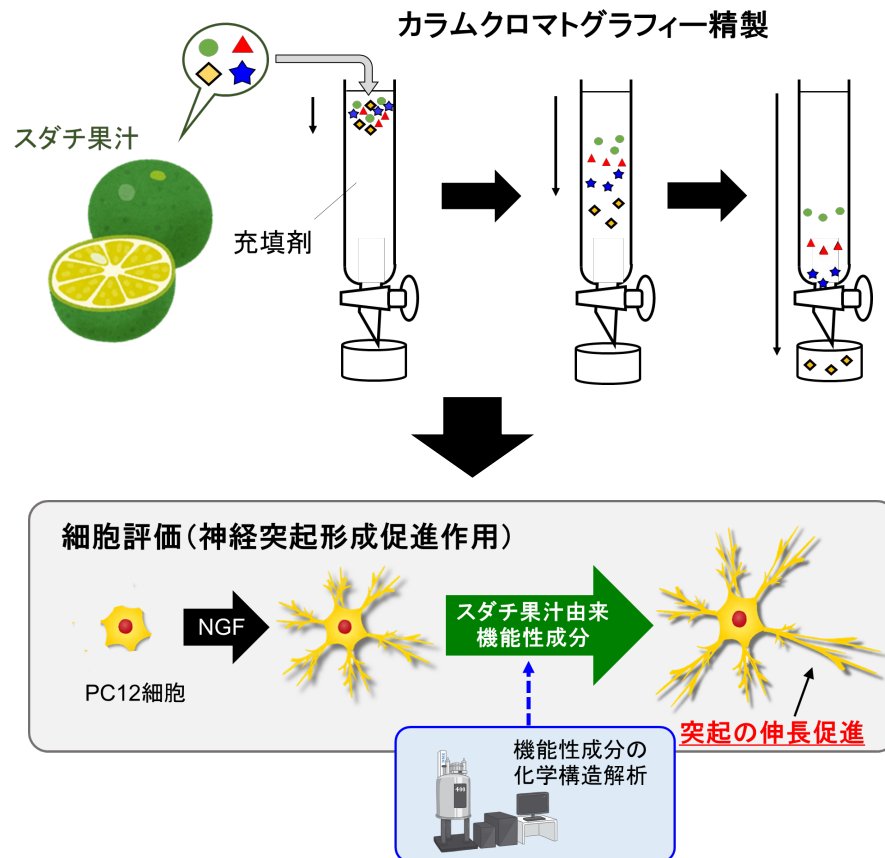 カラムクロマトグラフィー精製
スダチ果汁
充填剤
細胞評価(神経突起形成促進作用)
NGF
スダチ果汁由来
機能性成分
PC12細胞
突起の伸長促進
機能性成分の
化学構造解析
400